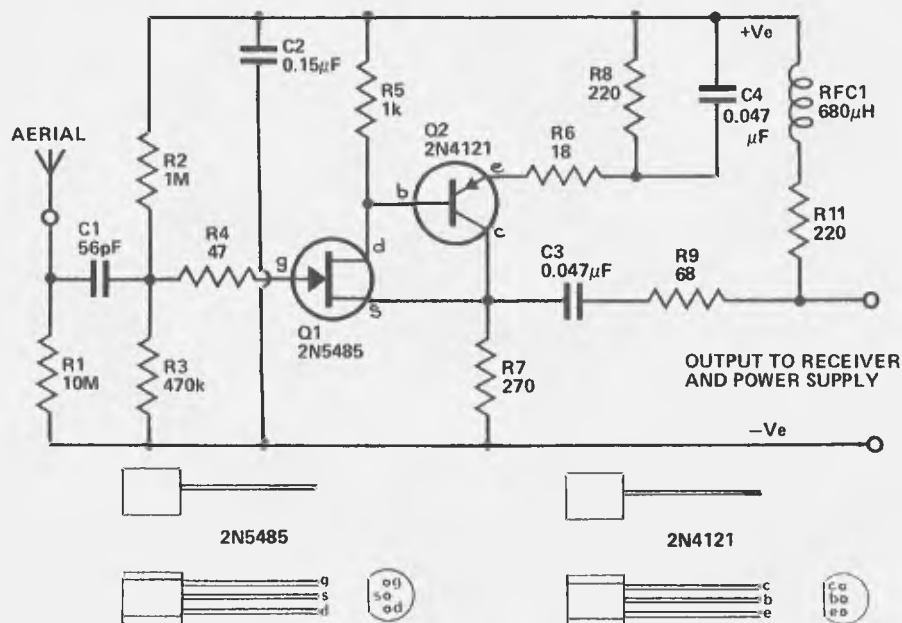 +Ve
C2
0.15µF
R5
1k
R8
220
C4
0.047
µF
RFC1
680µH
AERIAL
Q2
2N4121
R6
18
e
R2
1M
b
R11
220
C1
56pF
R4
47
d
c
C3
0.047µF
R9
68
g
S
Q1
2N5485
R1
10M
R3
470k
R7
270
OUTPUT TO RECEIVER
AND POWER SUPPLY
−Ve
2N5485
2N4121
g
s
d
g
s
d
c
b
e
c
b
e